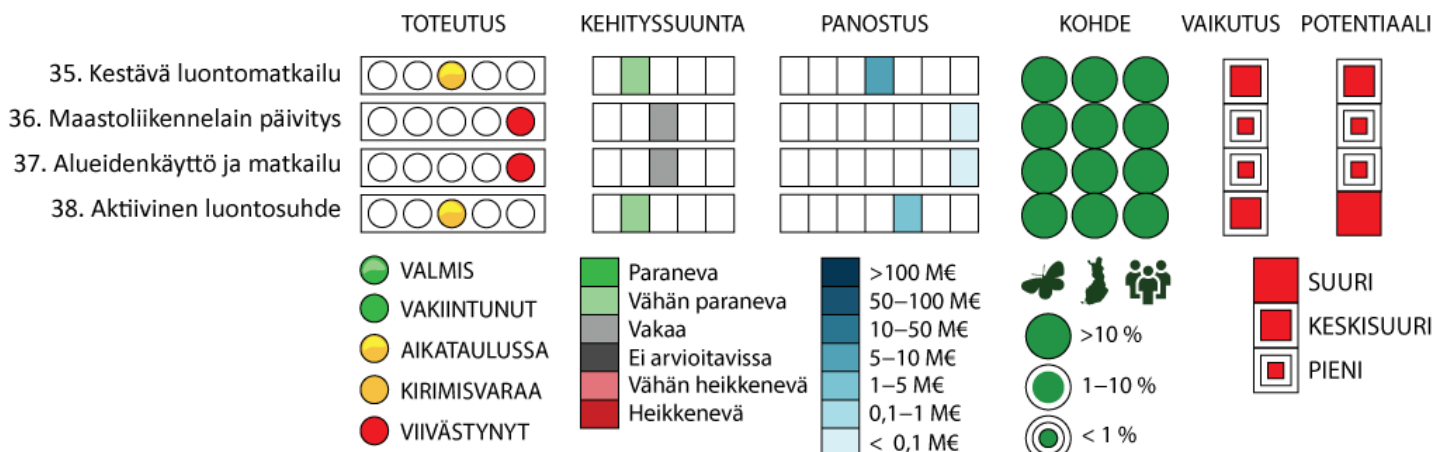 TOTEUTUS KEHITYSSUUNTA PANOSTUS KOHDE VAIKUTUS POTENTIAALI
35. Kestävä luontomatkailu
36. Maastoliikennelain päivitys
37. Alueidenkäyttö ja matkailu
38. Aktiivinen luontosuhde
VALMIS
VAKIINTUNUT
AIKATAULUSSA
KIRIMISVARAA
VIIVÄSTYNYT
Paraneva
Vähän paraneva
Vakaa
Ei arvioitavissa
Vähän heikkenevä
Heikkenevä
>100 M€
50–100 M€
10–50 M€
5–10 M€
1–5 M€
0,1–1 M€
< 0,1 M€
>10 %
1–10 %
< 1 %
SUURI
KESKISUURI
PIENI